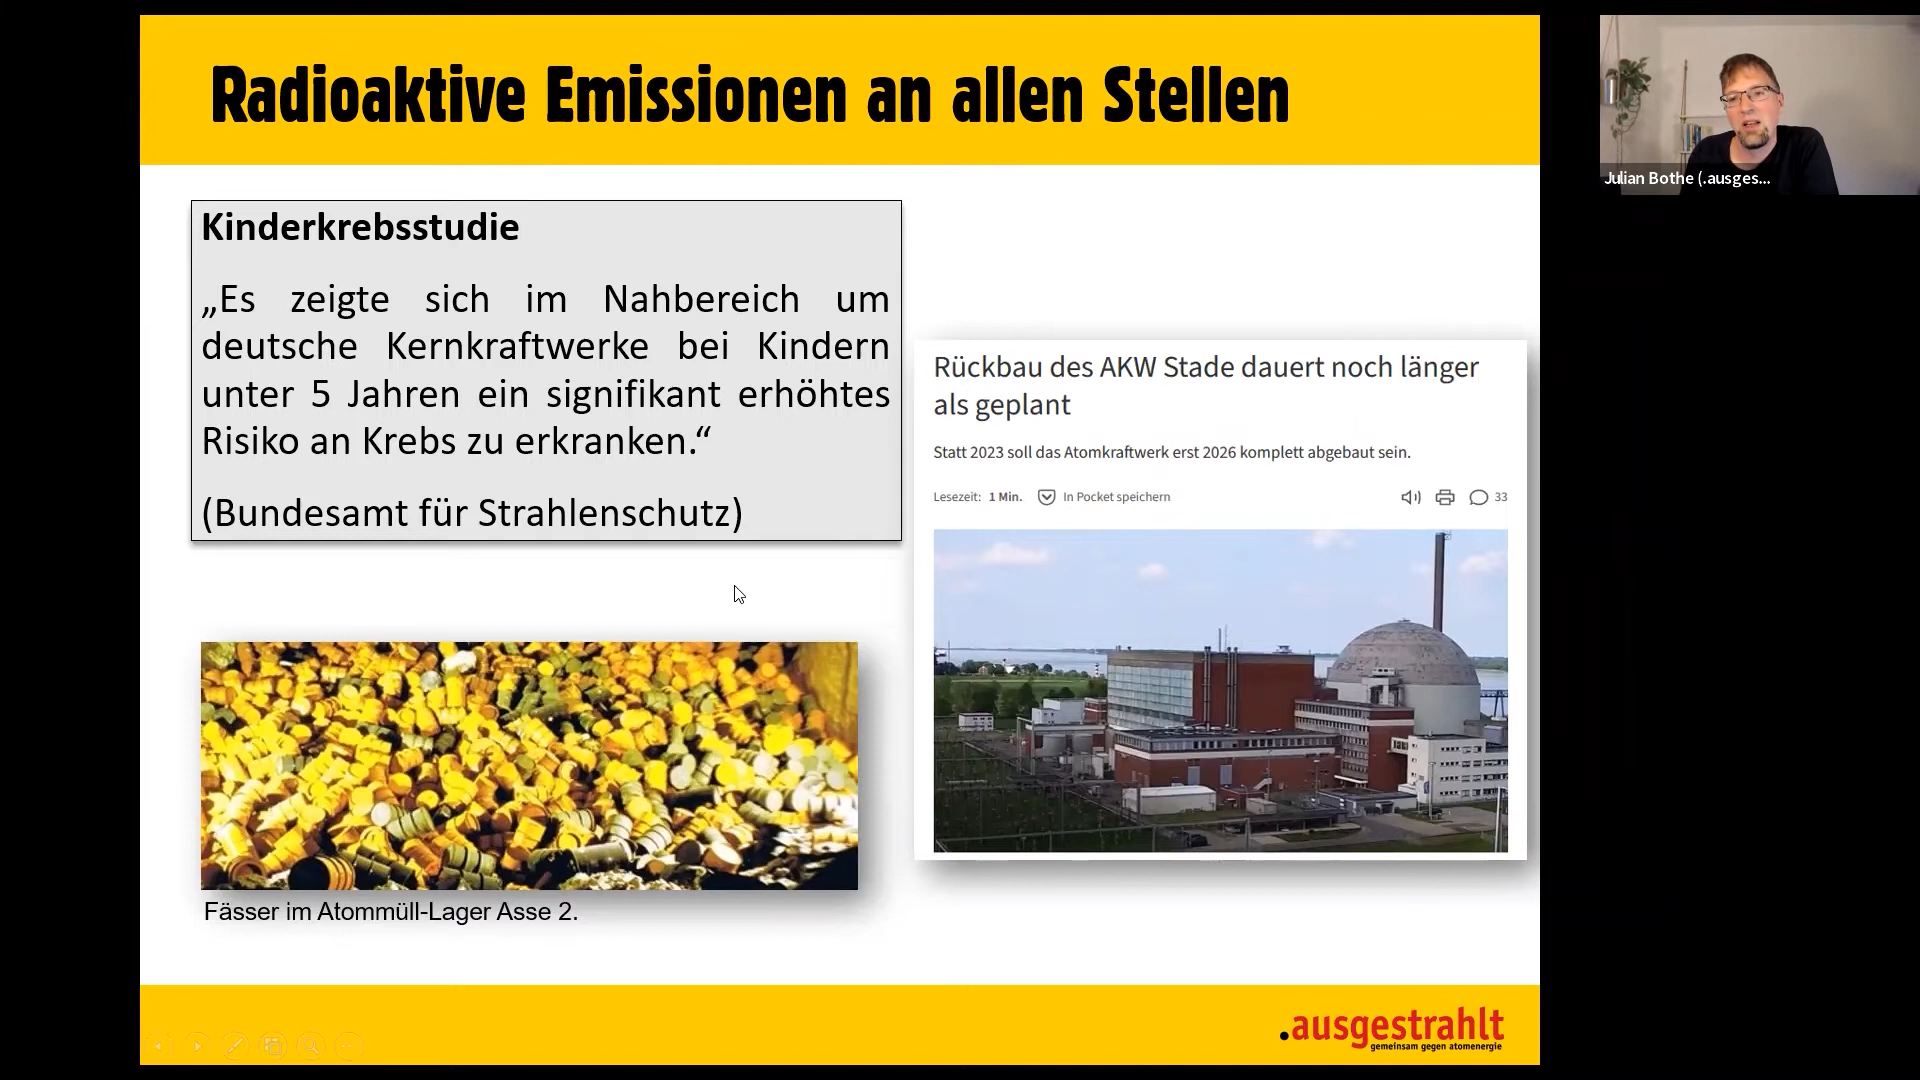 Radioaktive Emissionen an allen Stellen
Kinderkrebsstudie
„Es zeigte sich im Nahbereich um
deutsche Kernkraftwerke bei Kindern
unter 5 Jahren ein signifikant erhöhtes
Risiko an Krebs zu erkranken.“
(Bundesamt für Strahlenschutz)
Fässer im Atommüll-Lager Asse 2.
Rückbau des AKW Stade dauert noch länger
als geplant
Statt 2023 soll das Atomkraftwerk erst 2026 komplett abgebaut sein.
Lesezeit: 1 Min. In Pocket speichern 33
.ausgestrahlt
gemeinsam gegen atomenergie
Julian Bothe (.ausges...